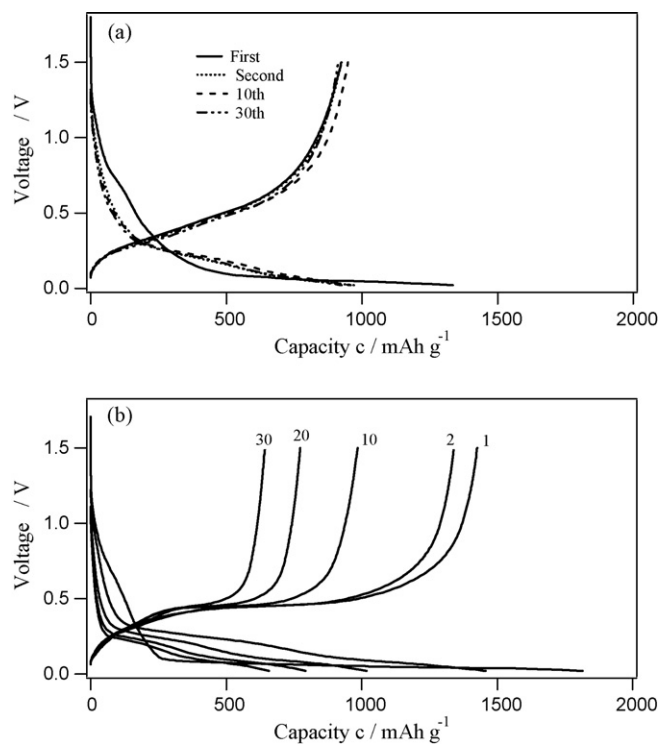 (a)
First
Second
10th
30th
1.5
1.0
0.5
0.0
Voltage / V
0 500 1000 1500 2000
Capacity c / mAh g-1
(b)
30 20 10 2 1
1.5
1.0
0.5
0.0
Voltage / V
0 500 1000 1500 2000
Capacity c / mAh g-1